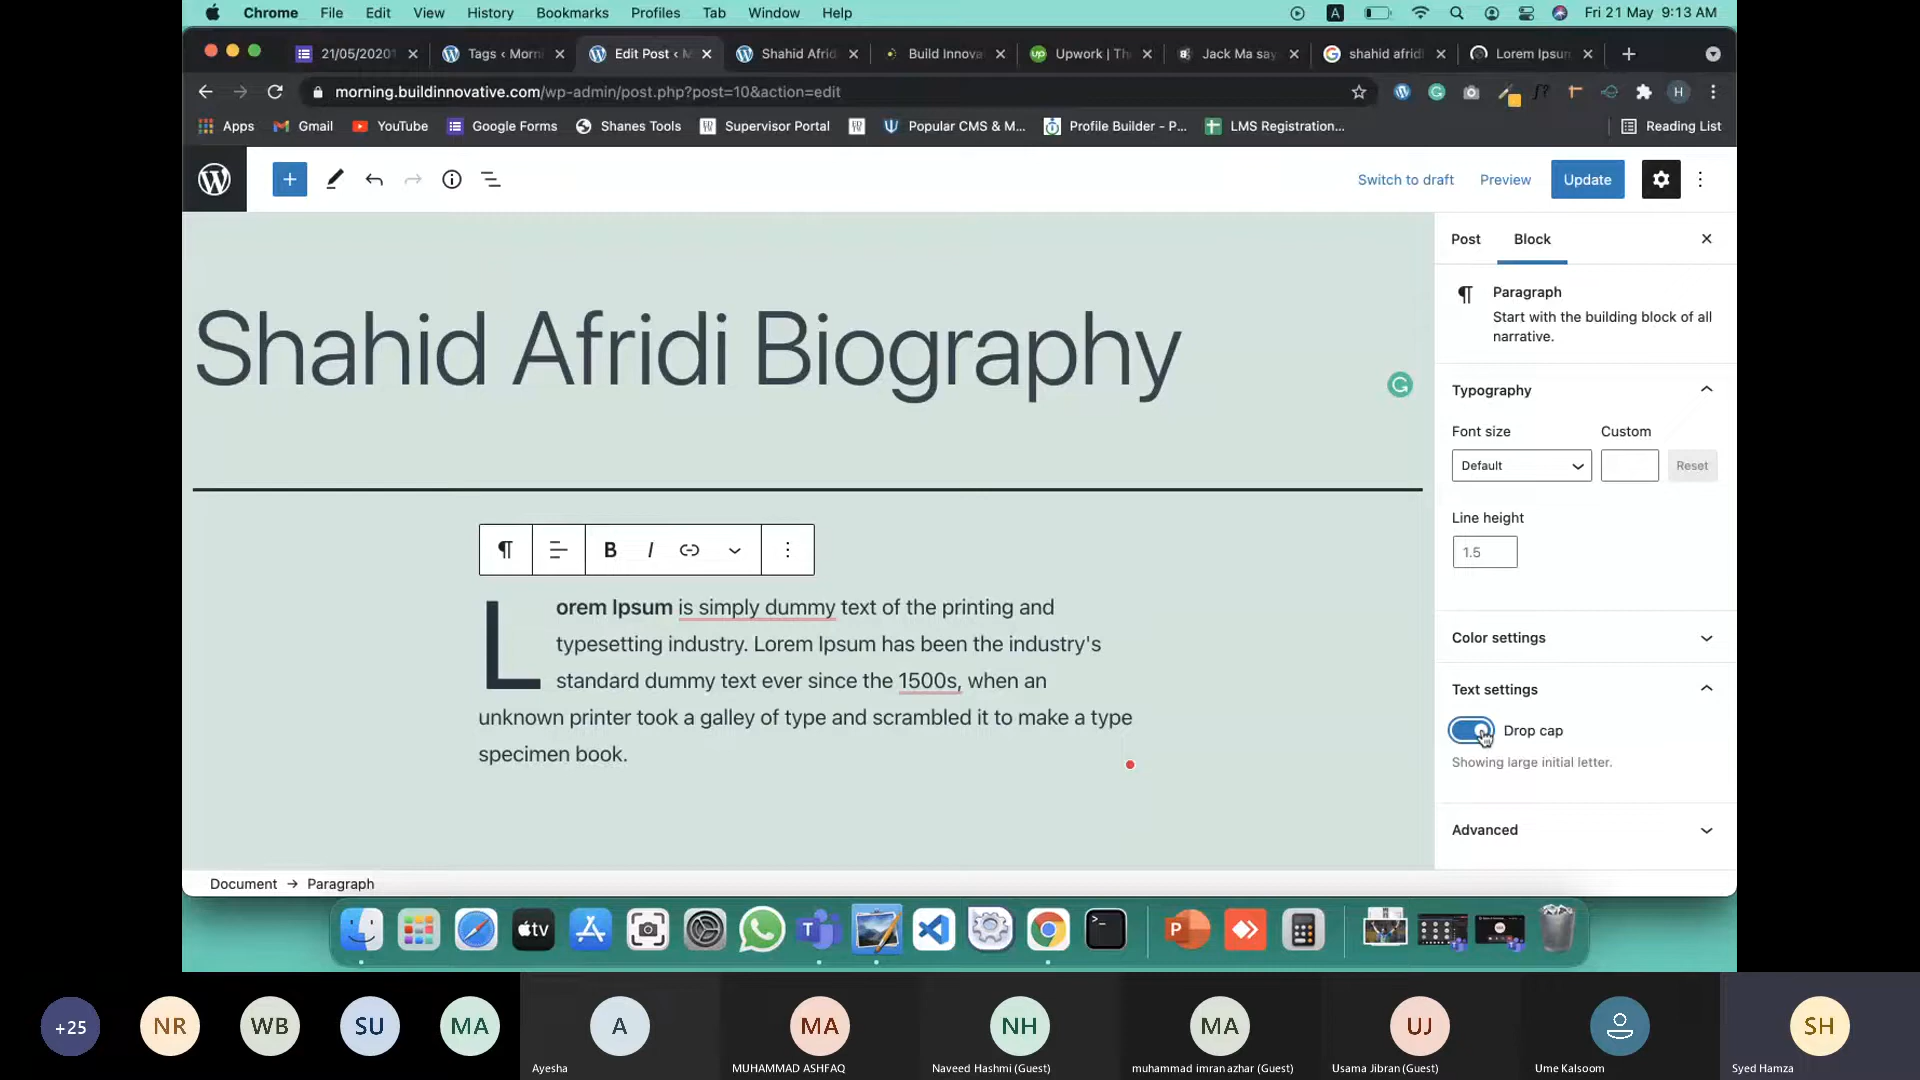 Chrome File Edit View History Bookmarks Profiles Tab Window Help
A
Fri 21 May 9:13 AM
21/05/20201
Tags ‹ Morni
Edit Post ‹ M
Shahid Afrid
Build Innova
up Upwork | Th
Jack Ma say
shahid afridi
Lorem Ipsum
morning.buildinnovative.com/wp-admin/post.php?post=10&action=edit
H
Apps
Gmail
YouTube
Google Forms
Shanes Tools
Supervisor Portal
Popular CMS & M...
Profile Builder - P...
LMS Registration...
Reading List
Switch to draft
Preview
Update
Post
Block
Shahid Afridi Biography
Paragraph
Start with the building block of all
narrative.
Typography
Font size
Custom
Default
Reset
Line height
1.5
B I
Lorem Ipsum is simply dummy text of the printing and
typesetting industry. Lorem Ipsum has been the industry's
standard dummy text ever since the 1500s, when an
unknown printer took a galley of type and scrambled it to make a type
specimen book.
Color settings
Text settings
Drop cap
Showing large initial letter.
Advanced
Document → Paragraph
tv
T
P
+25
NR
WB
SU
MA
A
MA
NH
MA
UJ
SH
Ayesha
MUHAMMAD ASHFAQ
Naveed Hashmi (Guest)
muhammad imran azhar (Guest)
Usama Jibran (Guest)
Ume Kalsoom
Syed Hamza